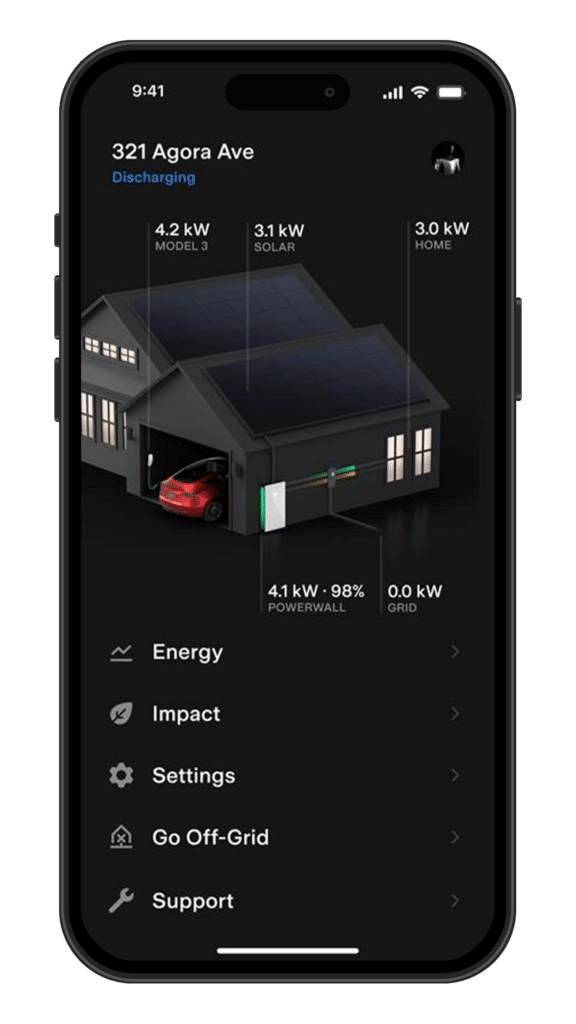 9:41
321 Agora Ave
Discharging
4.2 kW
MODEL 3
3.1 kW
SOLAR
3.0 kW
HOME
4.1 kW · 98%
POWERWALL
0.0 kW
GRID
Energy
Impact
Settings
Go Off-Grid
Support